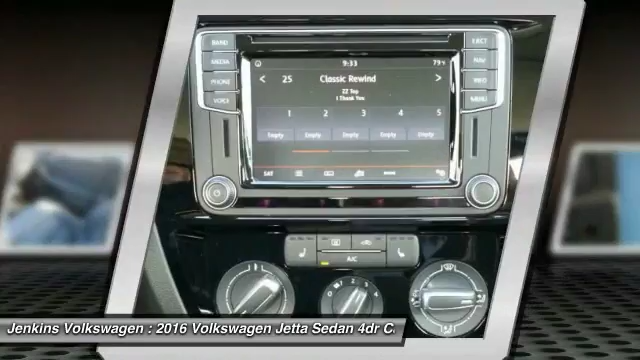 BAND
EJECT
9:33
79°F
MEDIA
NAV
< 25 Classic Rewind >
ZZ Top
I Thank You
PHONE
INFO
1 2 3 4 5
VOICE
MENU
Empty Empty Empty Empty Empty
SAT
A/C
Jenkins Volkswagen : 2016 Volkswagen Jetta Sedan 4dr C.